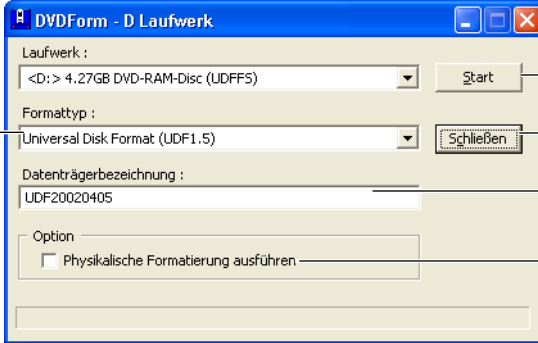 DVDForm - D Laufwerk
Laufwerk :
<D:> 4.27GB DVD-RAM-Disc (UDFFS)
Start
Formattyp :
Universal Disk Format (UDF1.5)
Schließen
Datenträgerbezeichnung :
UDF20020405
Option
Physikalische Formatierung ausführen